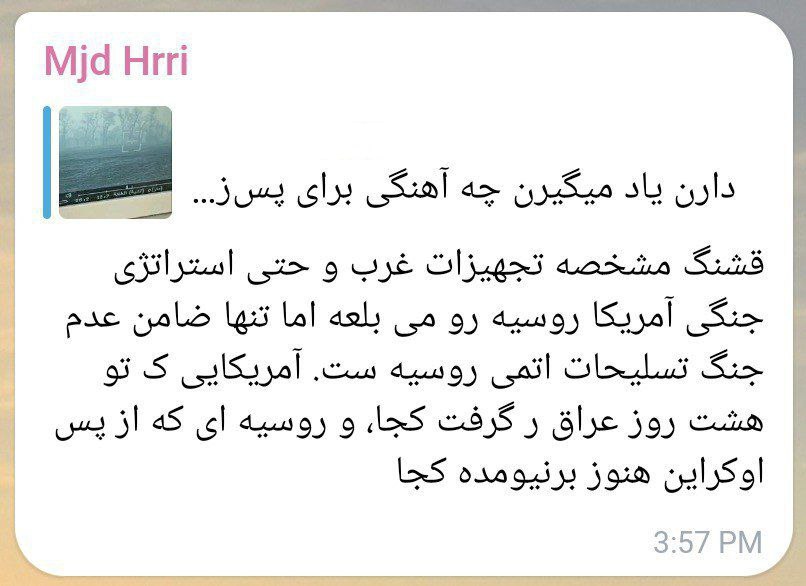 Mjd Hrri
دارن یاد میگیرن چه آهنگی برای پس‌ز...
قشنگ مشخصه تجهیزات غرب و حتی استراتژی
جنگی آمریکا روسیه رو می بلعه اما تنها ضامن عدم
جنگ تسلیحات اتمی روسیه ست. آمریکایی ک تو
هشت روز عراق ر گرفت کجا، و روسیه ای که از پس
اوکراین هنوز برنیومده کجا
3:57 PM